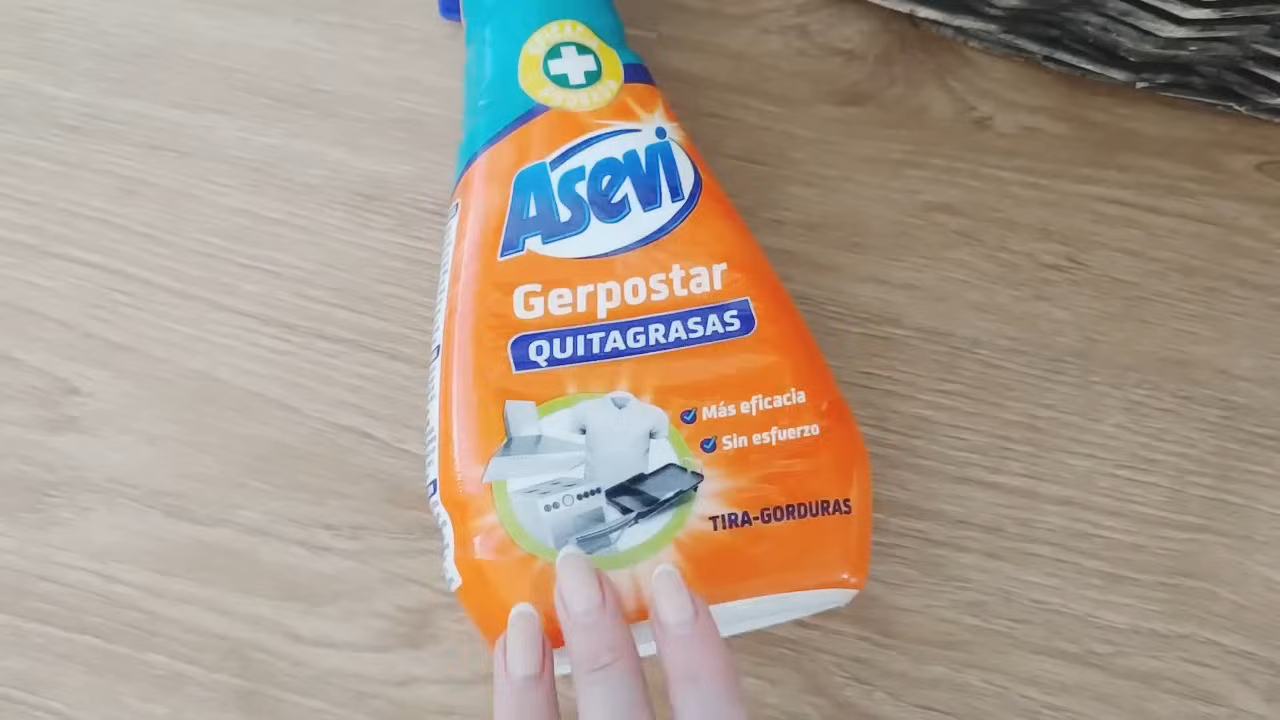 Asevi
Gerpostar
QUITAGRASAS
Más eficacia
Sin esfuerzo
TIRA-GORDURAS